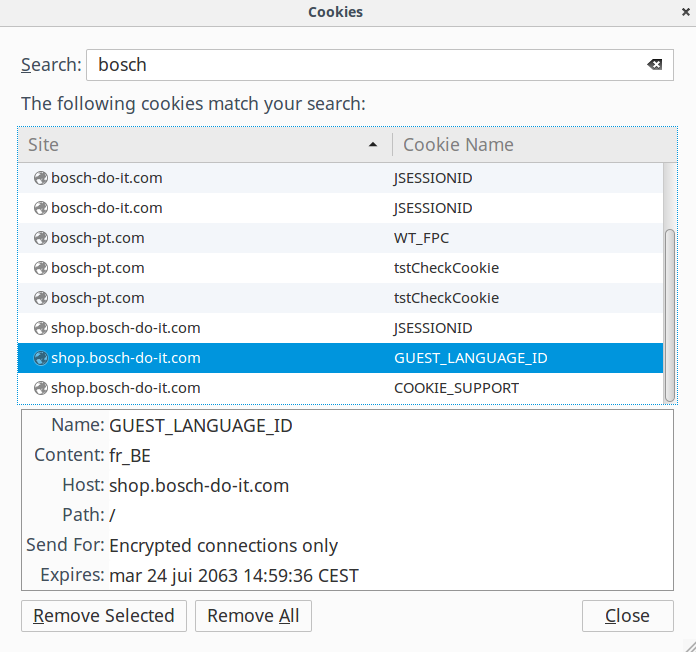 Cookies
Search: bosch
The following cookies match your search:
Site Cookie Name
bosch-do-it.com JSESSIONID
bosch-do-it.com JSESSIONID
bosch-pt.com WT_FPC
bosch-pt.com tstCheckCookie
bosch-pt.com tstCheckCookie
shop.bosch-do-it.com JSESSIONID
shop.bosch-do-it.com GUEST_LANGUAGE_ID
shop.bosch-do-it.com COOKIE_SUPPORT
Name: GUEST_LANGUAGE_ID
Content: fr_BE
Host: shop.bosch-do-it.com
Path: /
Send For: Encrypted connections only
Expires: mar 24 jui 2063 14:59:36 CEST
Remove Selected Remove All Close